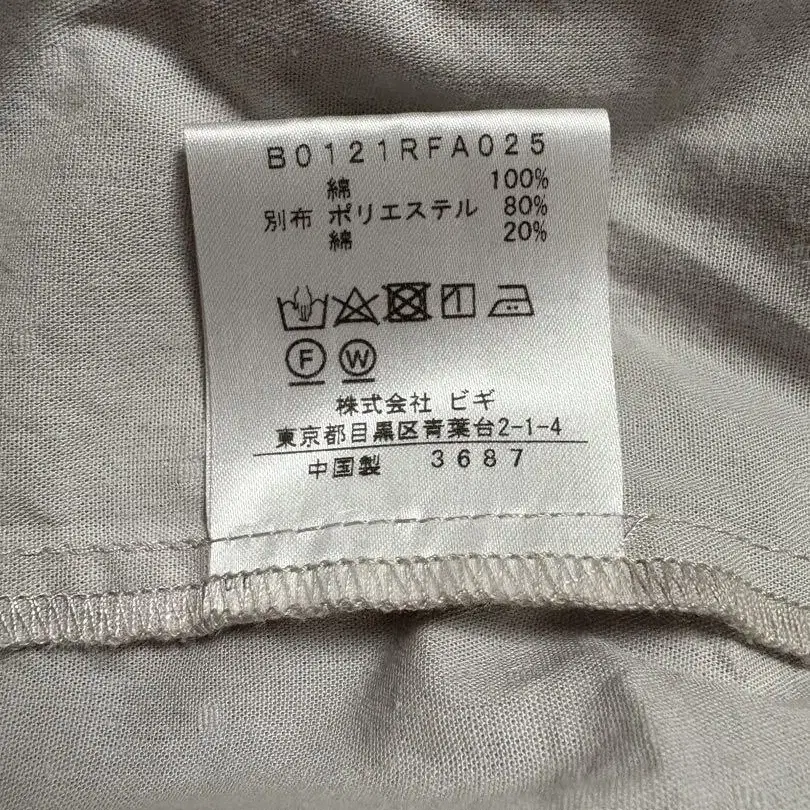 B0121RFA025
綿 100%
別布 ポリエステル 80%
綿 20%
F W
株式会社 ビギ
東京都目黒区青葉台2-1-4
中国製 3687